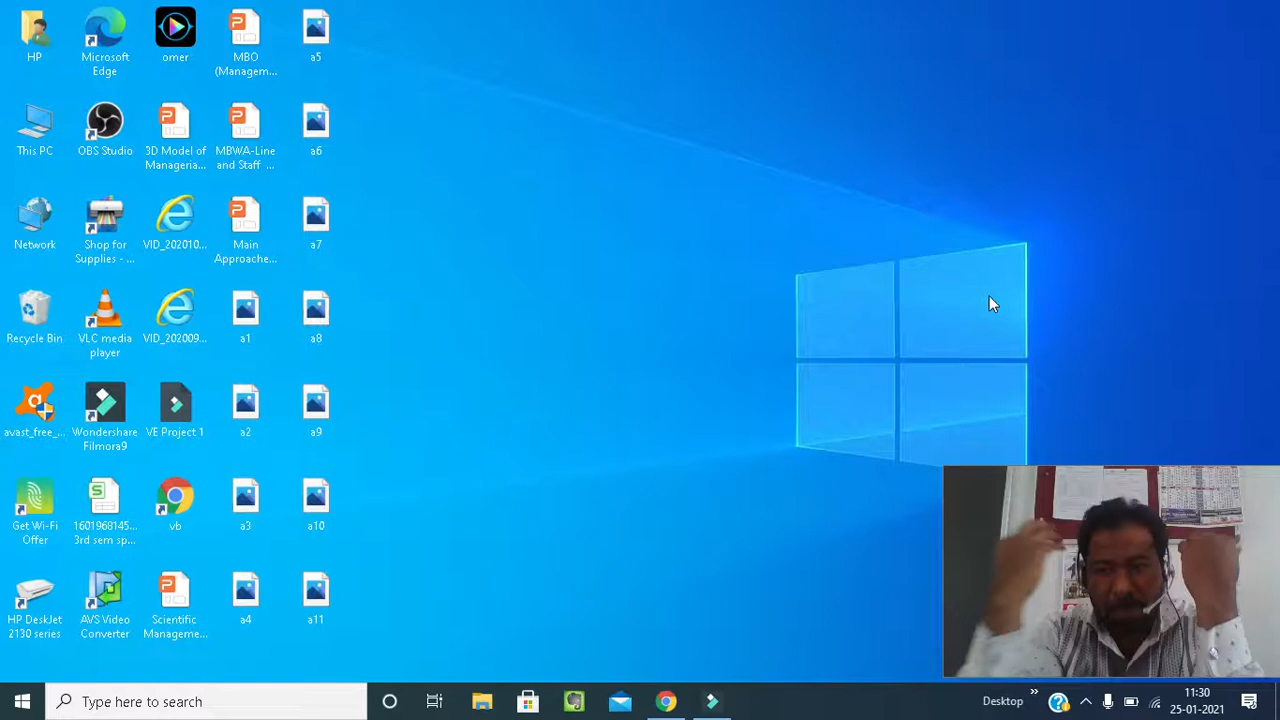 HP
Microsoft
Edge
omer
MBO
(Managem...
a5
This PC
OBS Studio
3D Model of
Manageria...
MBWA-Line
and Staff ...
a6
Network
Shop for
Supplies - ...
VID_202010...
Main
Approache...
a7
Recycle Bin
VLC media
player
VID_202009...
a1
a8
avast_free_...
Wondershare
Filmora9
VE Project 1
a2
a9
Get Wi-Fi
Offer
1601968145...
3rd sem sp...
vb
a3
a10
HP DeskJet
2130 series
AVS Video
Converter
Scientific
Manageme...
a4
a11
Type here to search
Desktop
11:30
25-01-2021